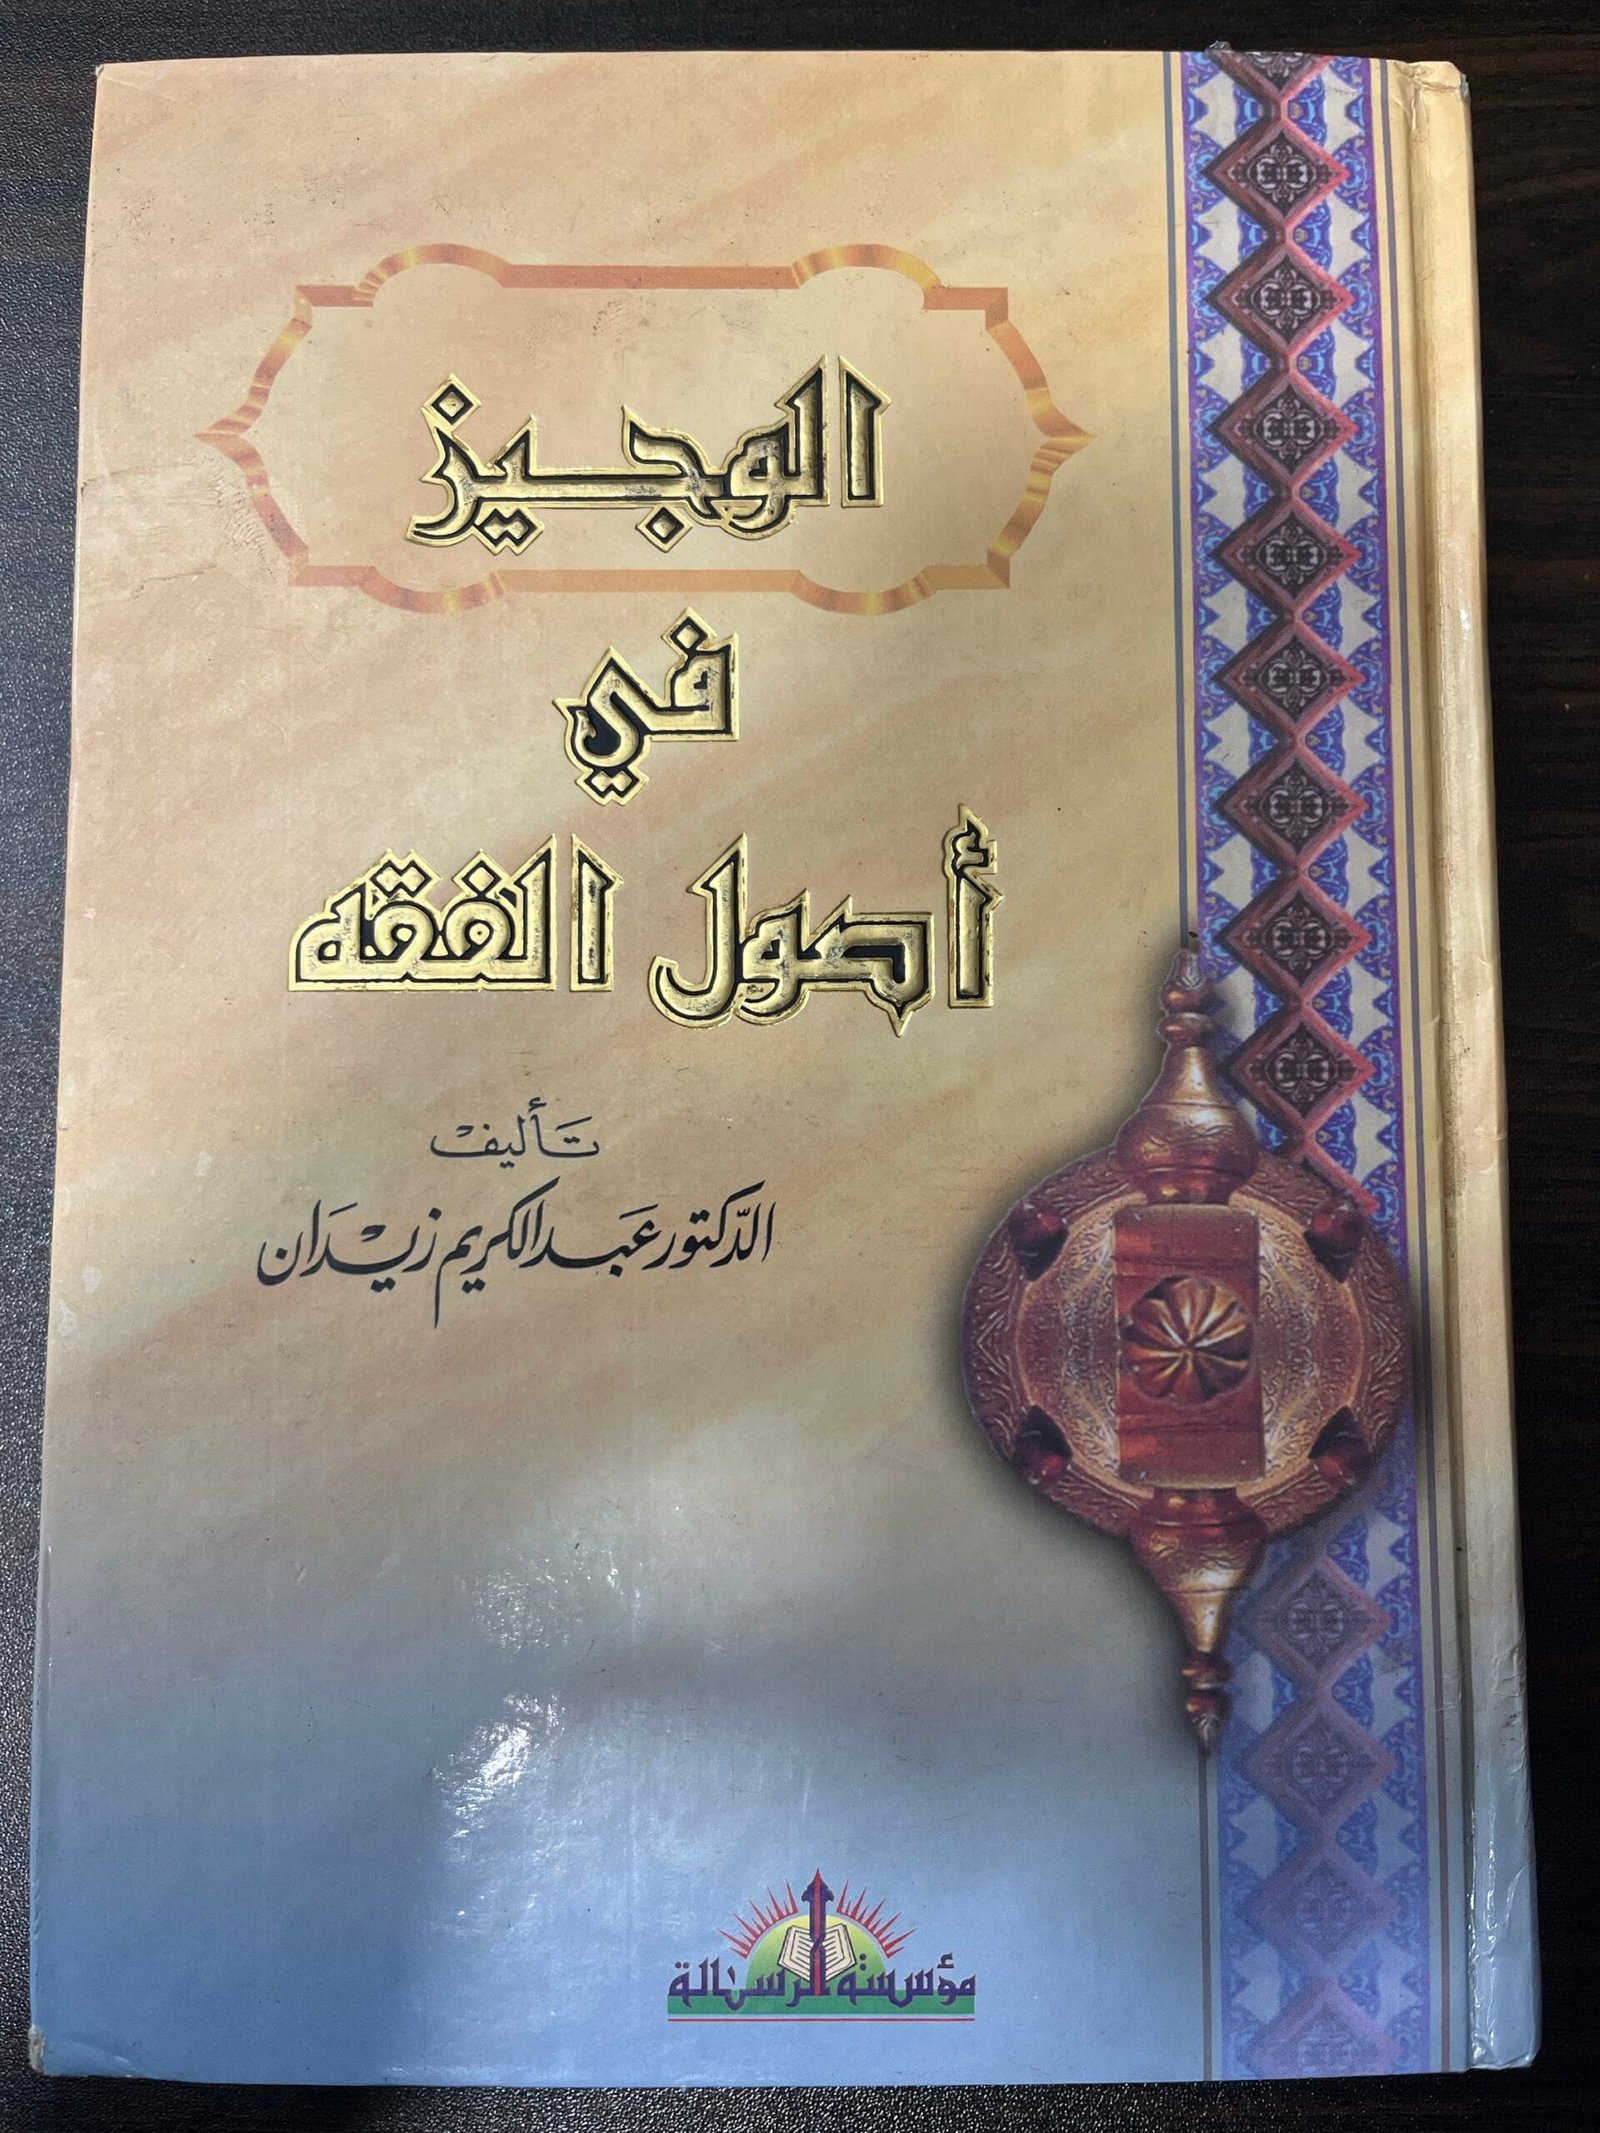 الوجيز
في
أصول الفقه
تأليف
الدكتور عبد الكريم زيدان
مؤسسة الرسالة